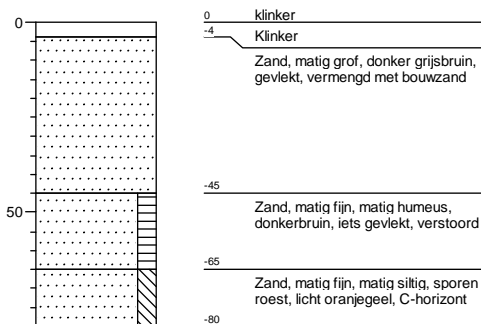 0
0
klinker
-4
Klinker
Zand, matig grof, donker grijsbruin,
gevlekt, vermengd met bouwzand
-45
50
Zand, matig fijn, matig humeus,
donkerbruin, iets gevlekt, verstoord
-65
Zand, matig fijn, matig siltig, sporen
roest, licht oranjegeel, C-horizont
-80